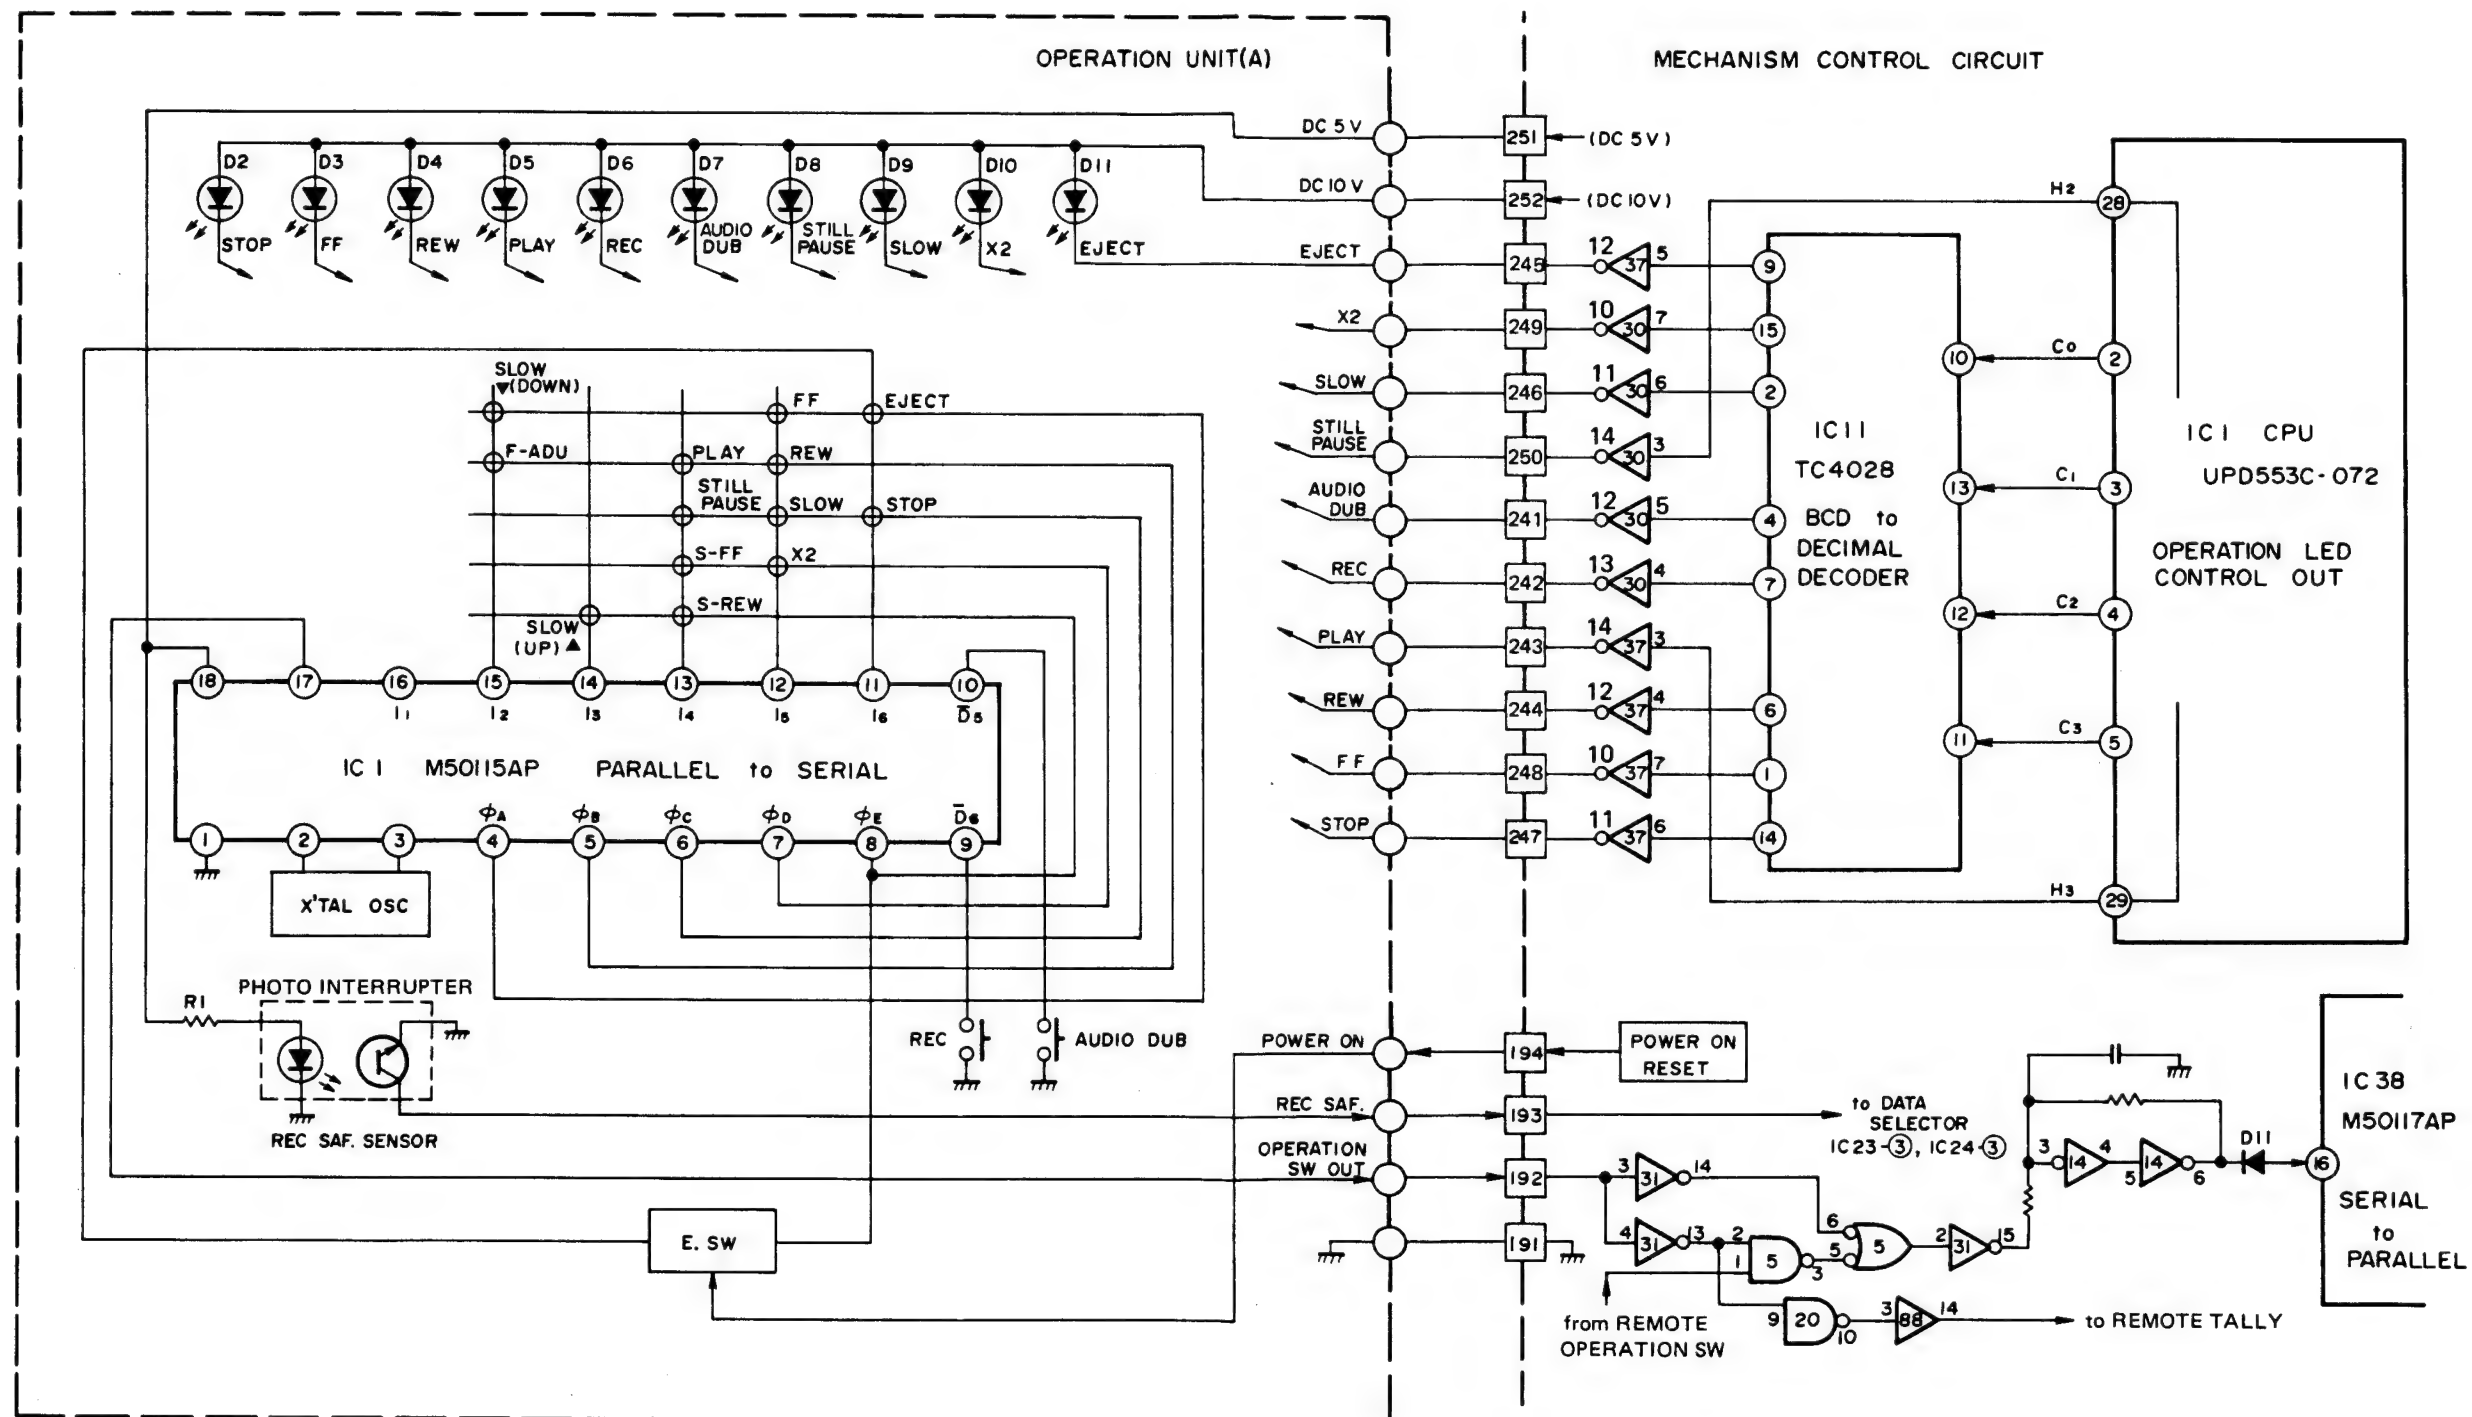 OPERATION UNIT(A)
MECHANISM CONTROL CIRCUIT
DC 5V
251
(DC 5V)
DC 10V
252
(DC 10V)
D2
D3
D4
D5
D6
D7
D8
D9
D10
D11
STOP
FF
REW
PLAY
REC
AUDIO
DUB
STILL
PAUSE
SLOW
X2
EJECT
EJECT
245
12
37
5
9
X2
249
10
30
7
15
SLOW
246
11
30
6
2
STILL
PAUSE
250
14
30
3
AUDIO
DUB
241
12
30
5
4
REC
242
13
30
4
7
PLAY
243
14
37
3
REW
244
12
37
4
6
FF
248
10
37
7
1
STOP
247
11
37
6
14
IC11
TC4028
BCD to
DECIMAL
DECODER
10
13
12
11
H2
C0
C1
C2
C3
H3
28
2
3
4
5
29
IC1 CPU
UPD553C-072
OPERATION LED
CONTROL OUT
SLOW
▼(DOWN)
FF
EJECT
F-ADU
PLAY
REW
STILL
PAUSE
SLOW
STOP
S-FF
X2
S-REW
SLOW
(UP)▲
18
17
16
15
14
13
12
11
10
I1
I2
I3
I4
I5
I6
D̅5
IC1 M50115AP PARALLEL to SERIAL
ϕA
ϕB
ϕC
ϕD
ϕE
D̅6
1
2
3
4
5
6
7
8
9
X'TAL OSC
PHOTO INTERRUPTER
R1
REC SAF. SENSOR
REC
AUDIO DUB
E. SW
POWER ON
194
POWER ON
RESET
REC SAF.
193
to DATA
SELECTOR
IC23-③, IC24-③
OPERATION
SW OUT
192
3
31
14
4
31
13
2
1
5
3
6
5
5
2
31
15
191
from REMOTE
OPERATION SW
9
20
10
3
88
14
to REMOTE TALLY
3
14
4
5
14
6
D11
16
IC38
M50117AP
SERIAL
to
PARALLEL